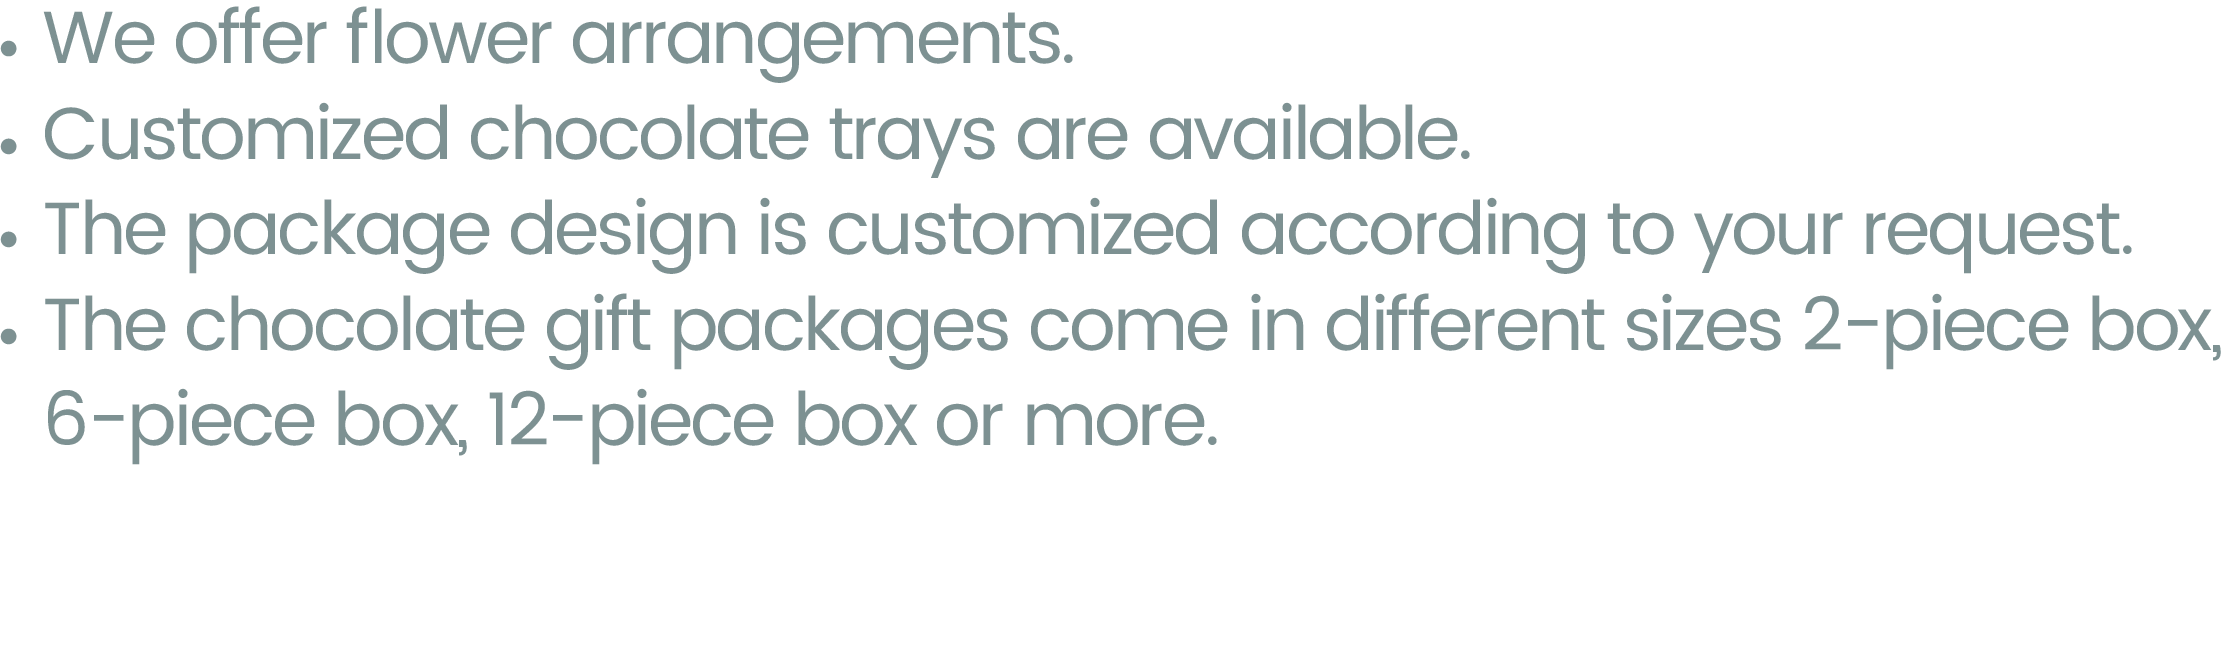 • We offer flower arrangements.
• Customized chocolate trays are available.
• The package design is customized according to your request.
• The chocolate gift packages come in different sizes 2-piece box,
6-piece box, 12-piece box or more.